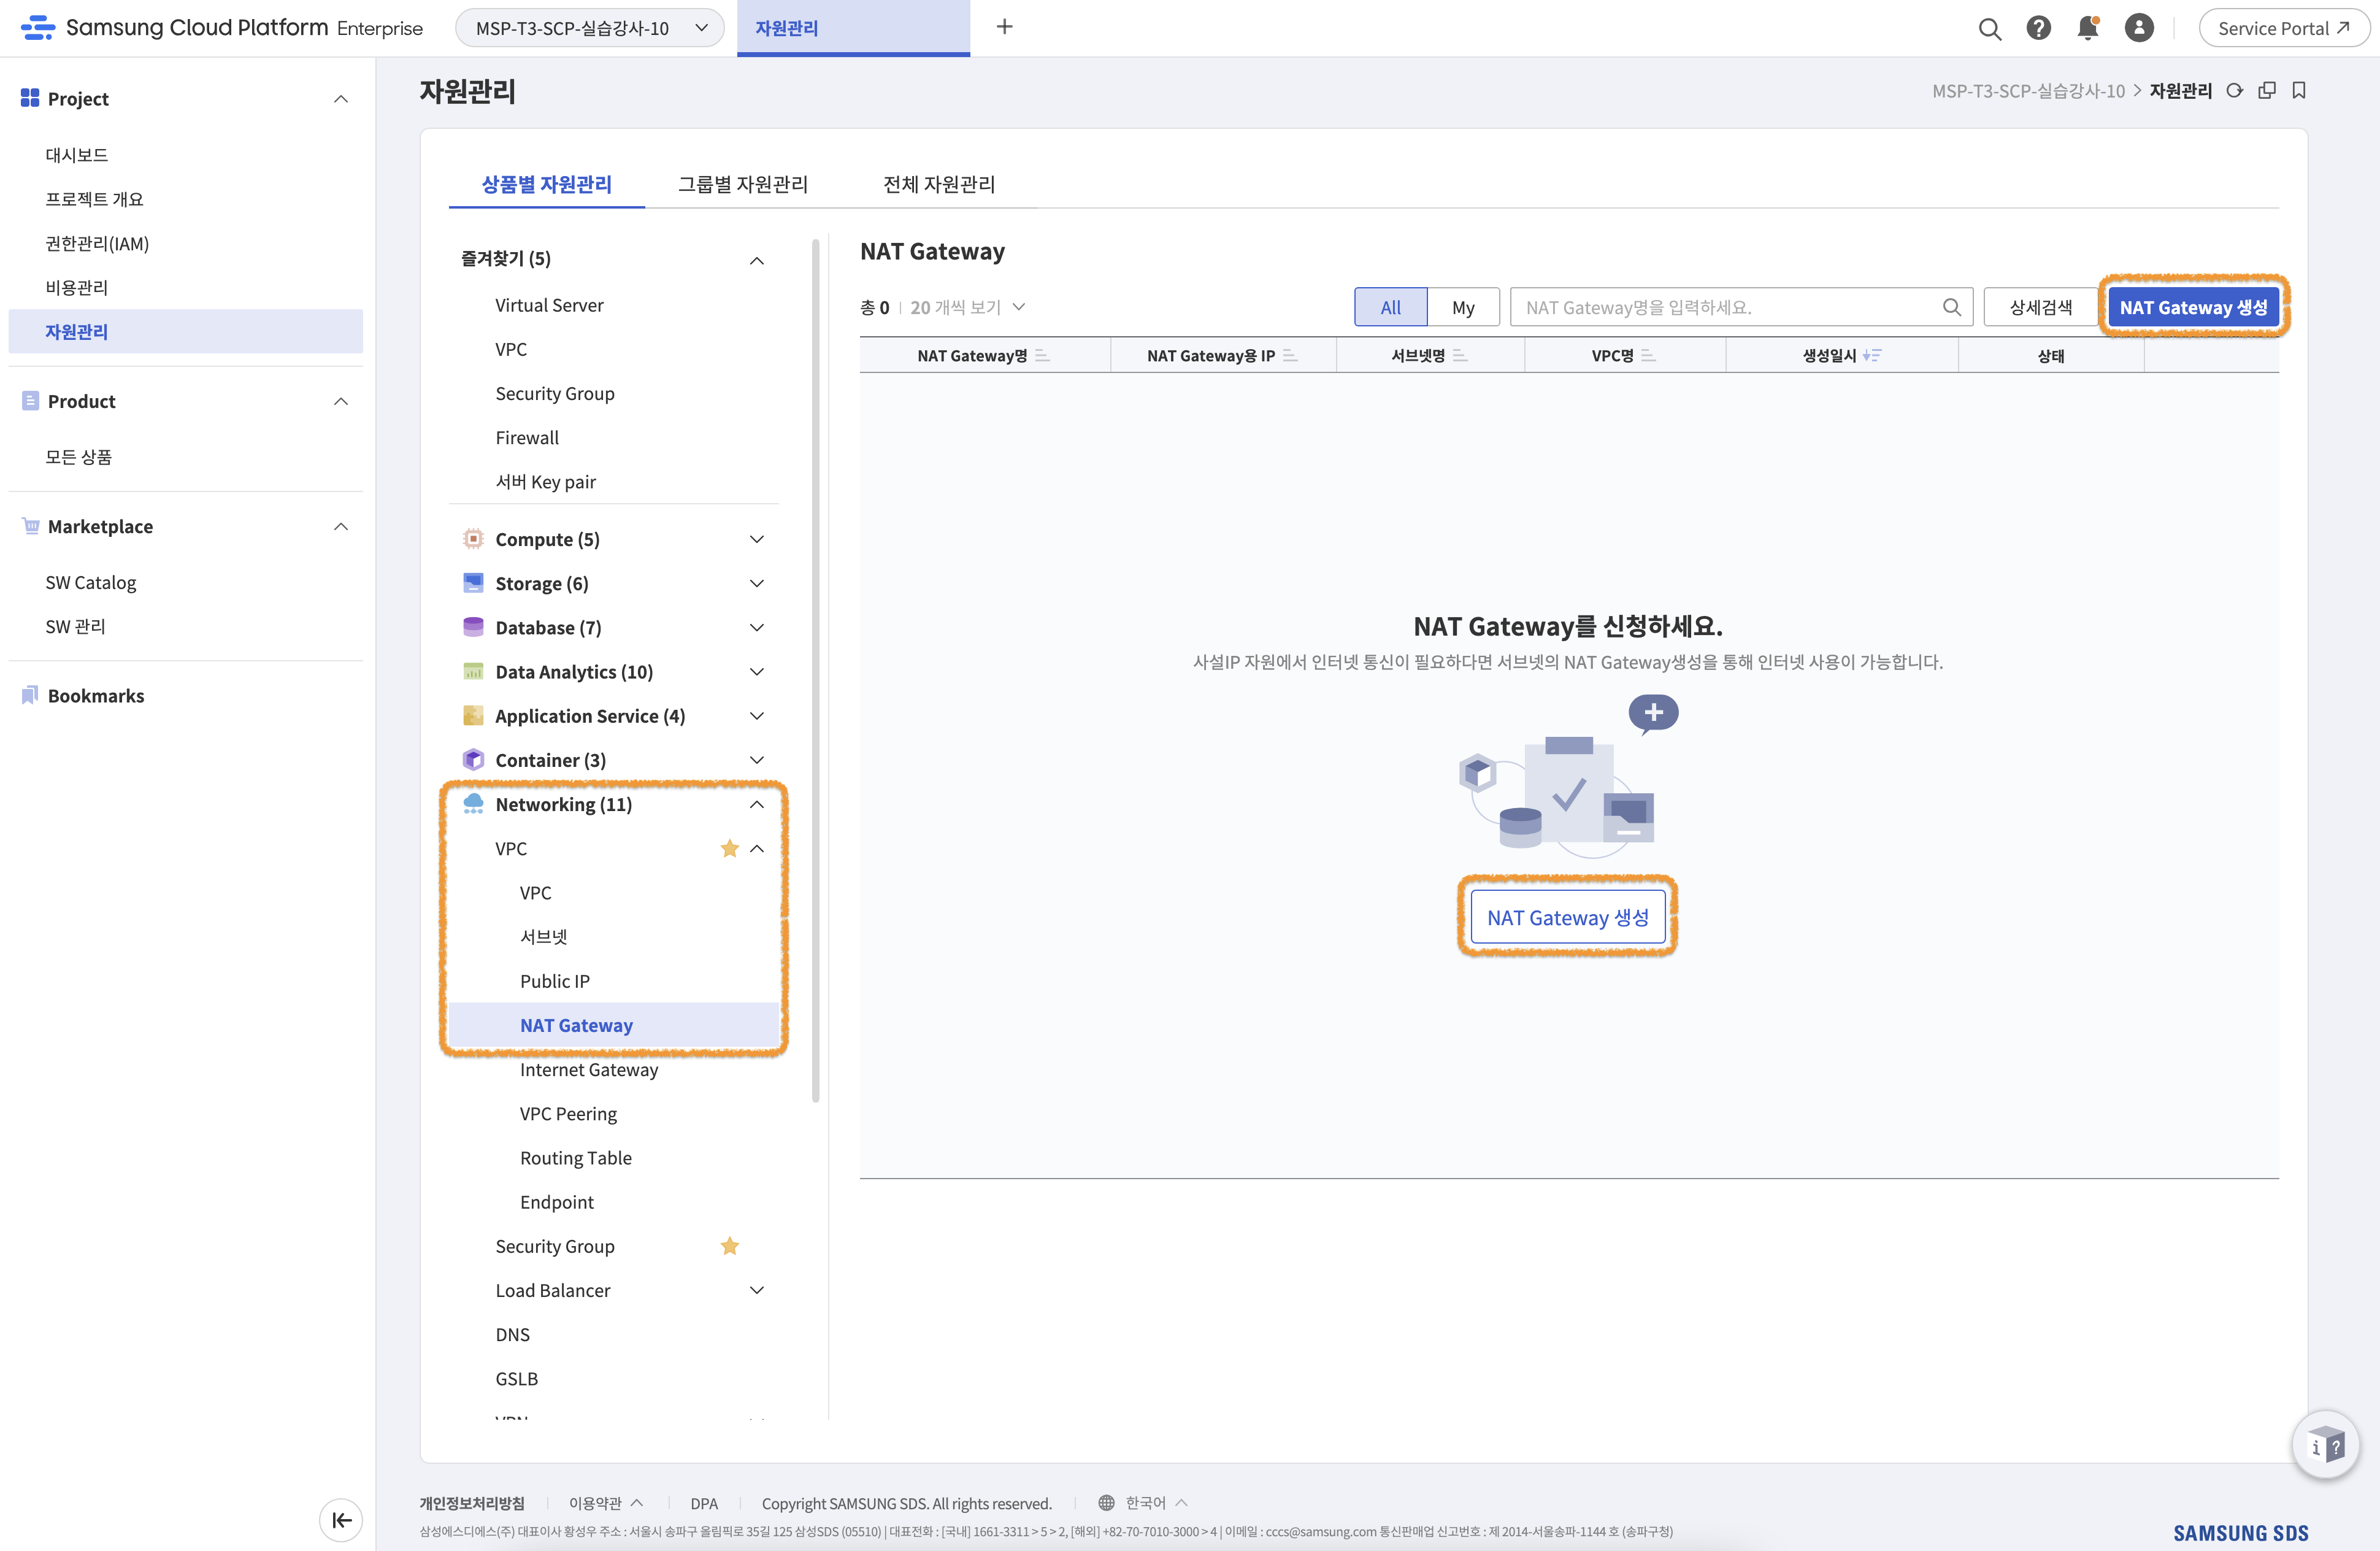 Samsung Cloud Platform Enterprise
MSP-T3-SCP-실습강사-10
자원관리
Service Portal
Project
대시보드
프로젝트 개요
권한관리(IAM)
비용관리
자원관리
Product
모든 상품
Marketplace
SW Catalog
SW 관리
Bookmarks
자원관리
MSP-T3-SCP-실습강사-10 > 자원관리
상품별 자원관리 그룹별 자원관리 전체 자원관리
즐겨찾기 (5)
Virtual Server
VPC
Security Group
Firewall
서버 Key pair
Compute (5)
Storage (6)
Database (7)
Data Analytics (10)
Application Service (4)
Container (3)
Networking (11)
VPC
VPC
서브넷
Public IP
NAT Gateway
Internet Gateway
VPC Peering
Routing Table
Endpoint
Security Group
Load Balancer
DNS
GSLB
NAT Gateway
총 0 | 20 개씩 보기 All My NAT Gateway명을 입력하세요. 상세검색 NAT Gateway 생성
NAT Gateway명 NAT Gateway용 IP 서브넷명 VPC명 생성일시 상태
NAT Gateway를 신청하세요.
사설IP 자원에서 인터넷 통신이 필요하다면 서브넷의 NAT Gateway생성을 통해 인터넷 사용이 가능합니다.
NAT Gateway 생성
개인정보처리방침 이용약관 DPA Copyright SAMSUNG SDS. All rights reserved. 한국어
삼성에스디에스(주) 대표이사 황성우 주소 : 서울시 송파구 올림픽로 35길 125 삼성SDS (05510) | 대표전화 : [국내] 1661-3311 > 5 > 2, [해외] +82-70-7010-3000 > 4 | 이메일 : cccs@samsung.com 통신판매업 신고번호 : 제 2014-서울송파-1144 호 (송파구청)
SAMSUNG SDS